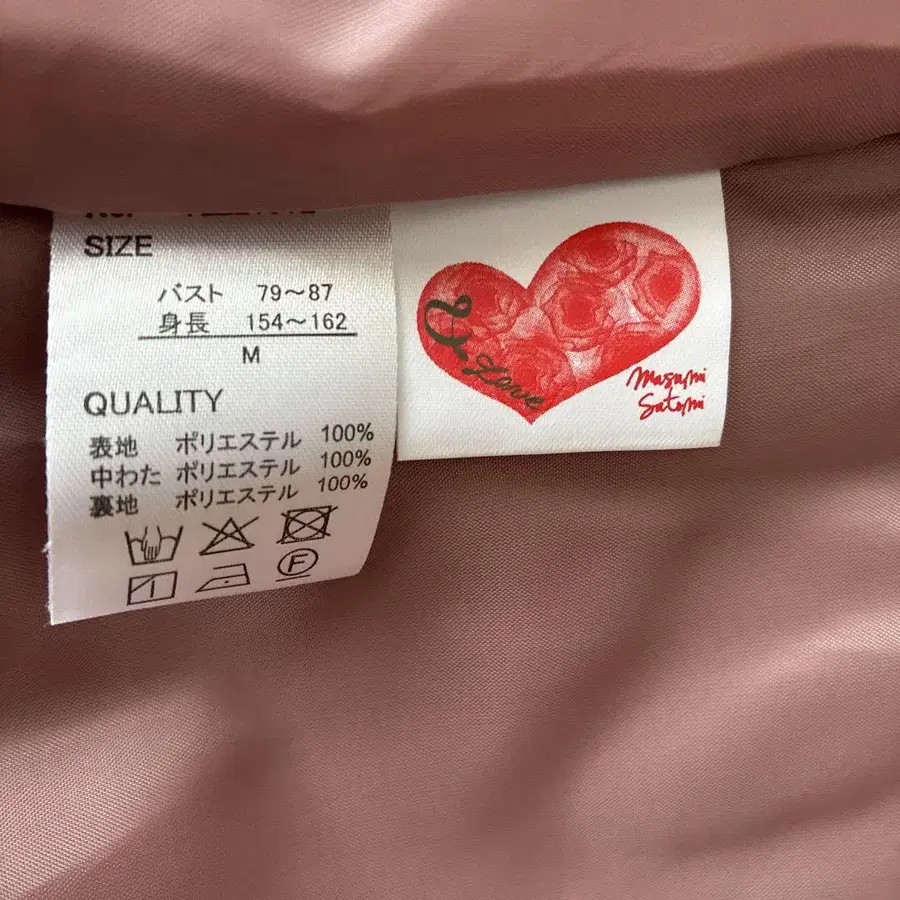 SIZE
バスト 79～87
身長 154～162
M
QUALITY
表地 ポリエステル 100%
中わた ポリエステル 100%
裏地 ポリエステル 100%
F
Love
Masumi
Satomi